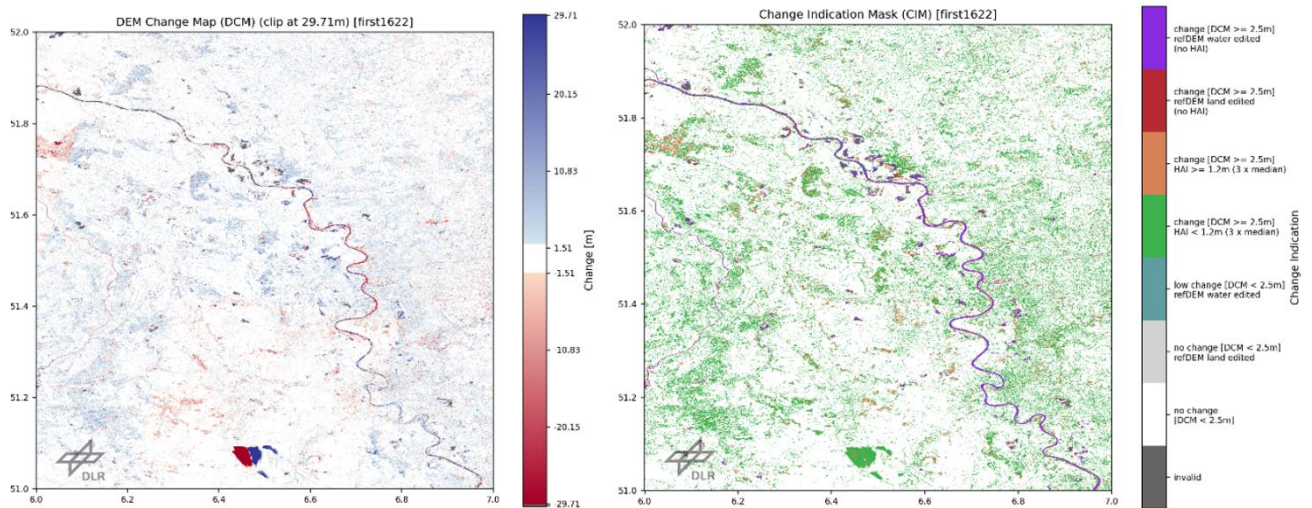 DEM Change Map (DCM) (clip at 29.71m) [first1622]
52.0
51.8
51.6
51.4
51.2
51.0
6.0
6.2
6.4
6.6
6.8
7.0
DLR
29.71
20.15
10.83
1.51
-1.51
-10.83
-20.15
-29.71
Change [m]
Change Indication Mask (CIM) [first1622]
52.0
51.8
51.6
51.4
51.2
51.0
6.0
6.2
6.4
6.6
6.8
7.0
DLR
change [DCM >= 2.5m]
refDEM water edited
(no HAI)
change [DCM >= 2.5m]
refDEM land edited
(no HAI)
change [DCM >= 2.5m]
HAI >= 1.2m (3 x median)
change [DCM >= 2.5m]
HAI < 1.2m (3 x median)
low change [DCM < 2.5m]
refDEM water edited
no change [DCM < 2.5m]
refDEM land edited
no change
[DCM < 2.5m]
invalid
Change Indication